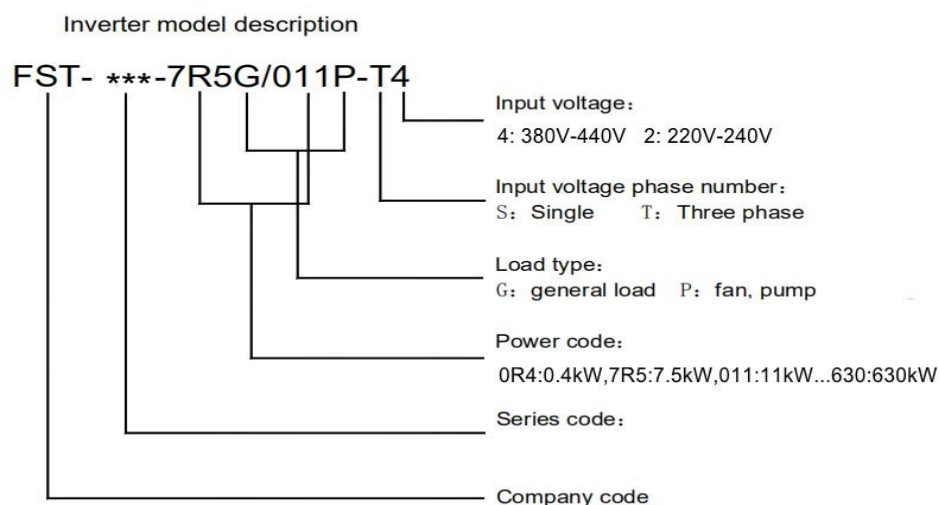 Inverter model description
FST- ***-7R5G/011P-T4
Input voltage：
4: 380V-440V 2: 220V-240V
Input voltage phase number：
S：Single T：Three phase
Load type：
G：general load P：fan, pump
Power code：
0R4:0.4kW,7R5:7.5kW,011:11kW...630:630kW
Series code：
Company code